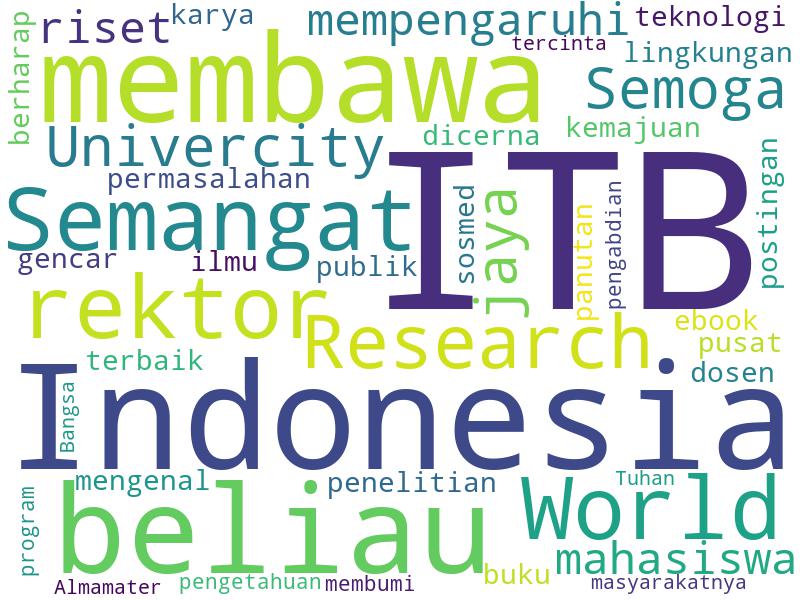 riset
karya
mempengaruhi
teknologi
tercinta
berharap
membawa
lingkungan
Semoga
Univercity
dicerna
kemajuan
permasalahan
ITB
Semangat
sosmed
jaya
panutan
pengabdian
postingan
gencar
ilmu
publik
rektor
Research
ebook
pusat
terbaik
dosen
Indonesia
Bangsa
mengenal
penelitian
Tuhan
program
beliau
World
mahasiswa
Almamater
pengetahuan
membumi
buku
masyarakatnya